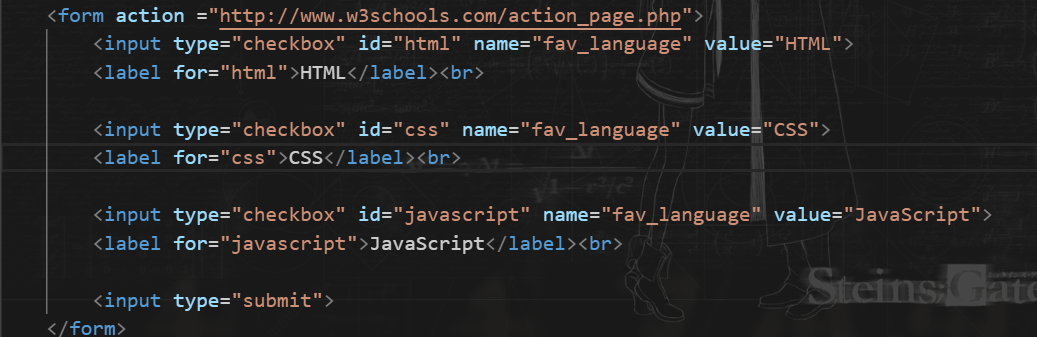 <form action ="http://www.w3schools.com/action_page.php">
<input type="checkbox" id="html" name="fav_language" value="HTML">
<label for="html">HTML</label><br>
<input type="checkbox" id="css" name="fav_language" value="CSS">
<label for="css">CSS</label><br>
<input type="checkbox" id="javascript" name="fav_language" value="JavaScript">
<label for="javascript">JavaScript</label><br>
<input type="submit">
</form>
Steins;Gate